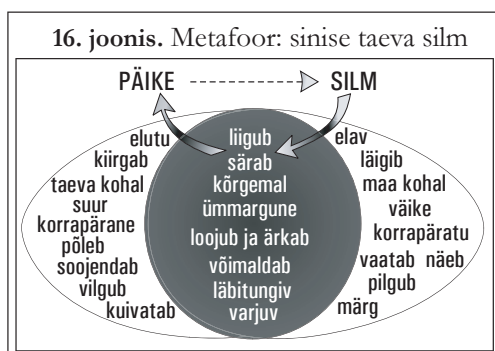 16. joonis. Metafoor: sinise taeva silm
PÄIKE SILM
elutu
kiirgab
taeva kohal
suur
korrapärane
põleb
soojendab
vilgub
kuivatab
liigub
särab
kõrgemal
ümmargune
loojub ja ärkab
võimaldab
läbitungiv
varjuv
elav
läigib
maa kohal
väike
korrapäratu
vaatab näeb
pilgub
märg